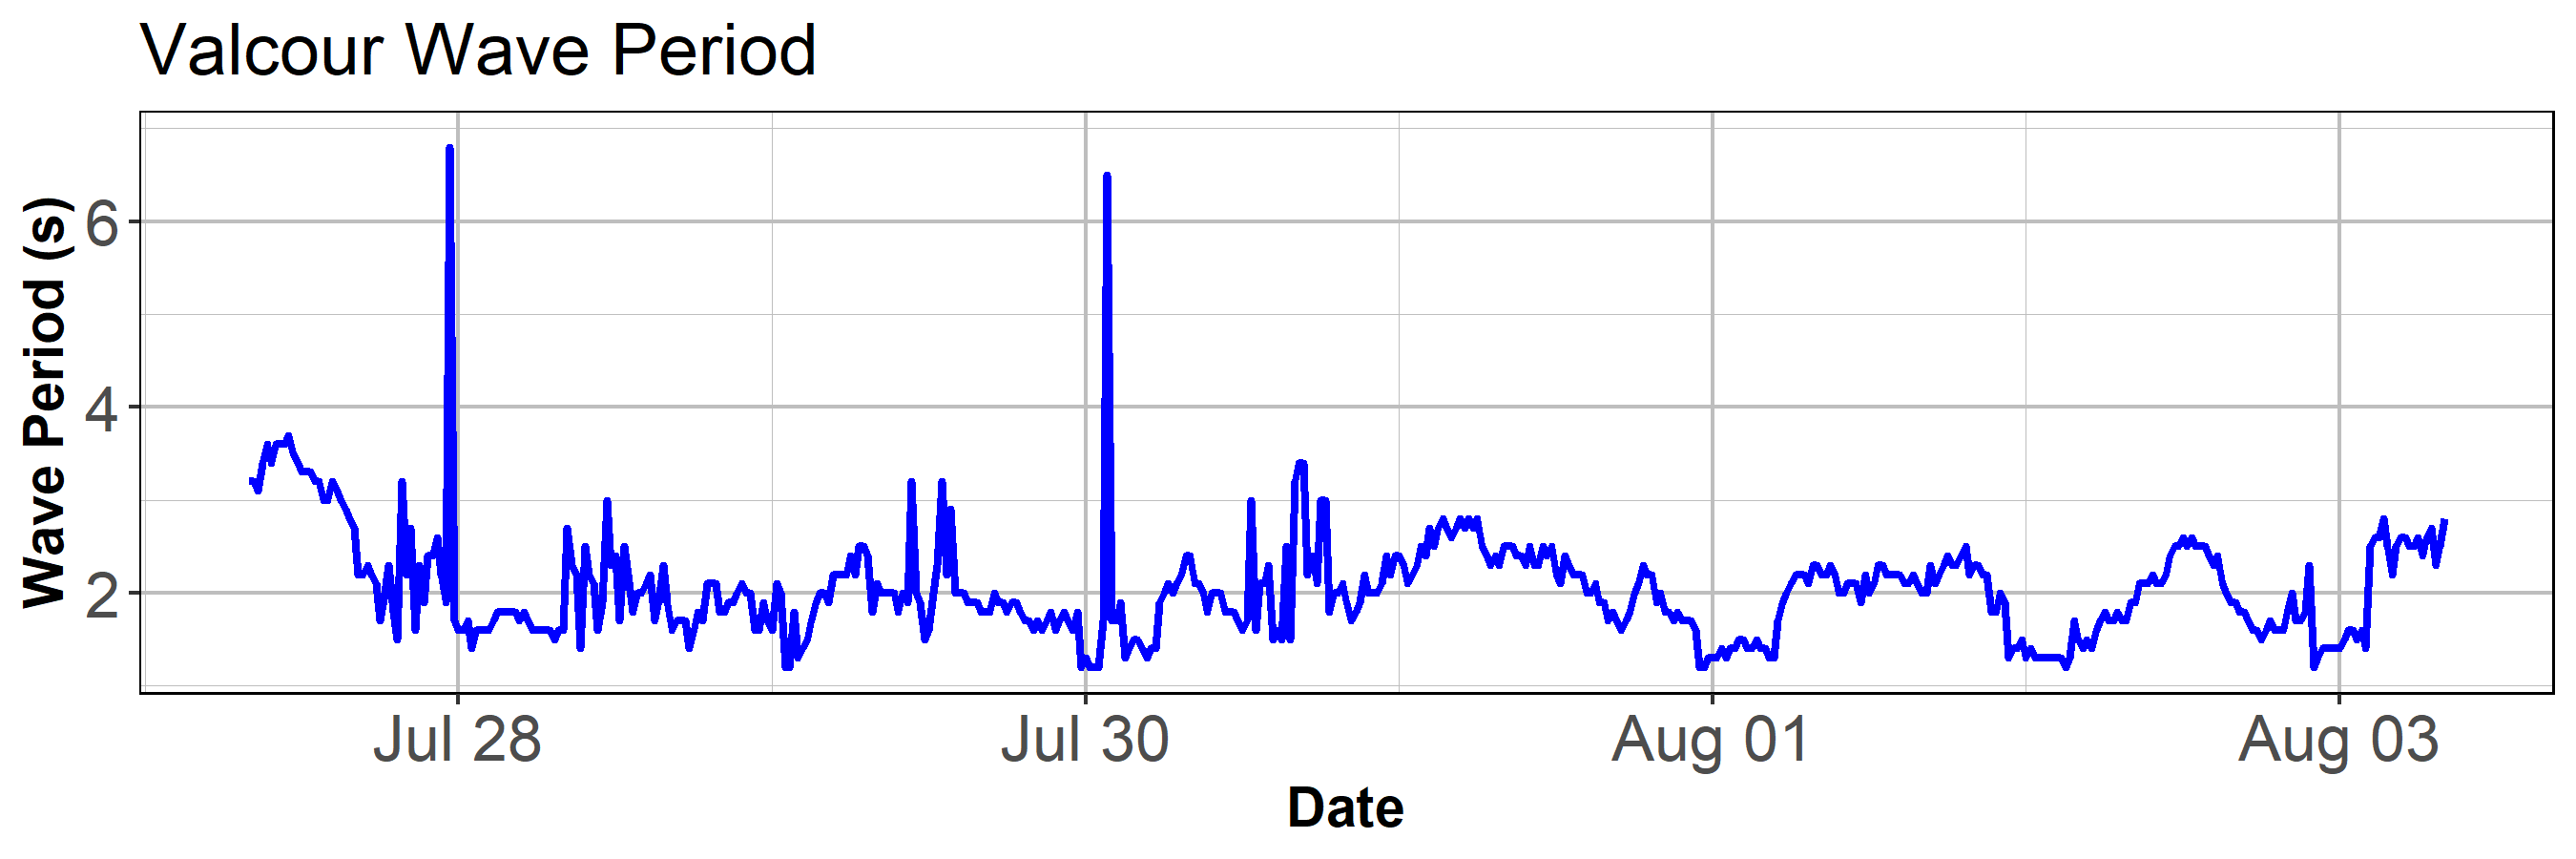 Valcour Wave Period
Wave Period (s)
6
4
2
Jul 28 Jul 30 Aug 01 Aug 03
Date